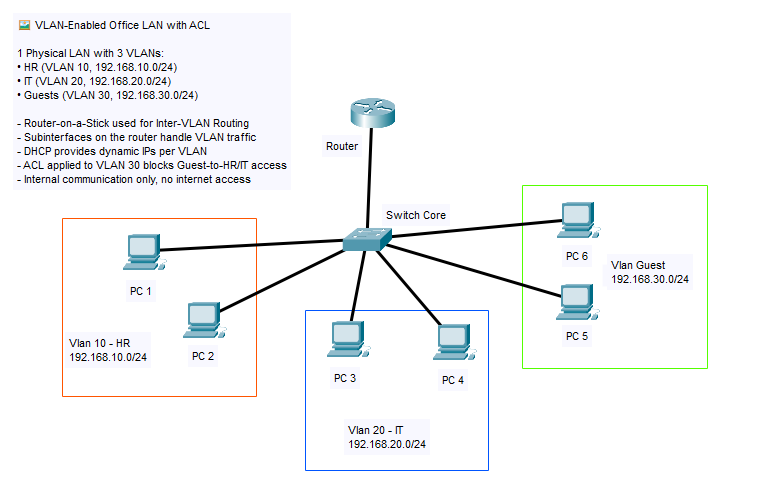 VLAN-Enabled Office LAN with ACL
1 Physical LAN with 3 VLANs:
• HR (VLAN 10, 192.168.10.0/24)
• IT (VLAN 20, 192.168.20.0/24)
• Guests (VLAN 30, 192.168.30.0/24)
- Router-on-a-Stick used for Inter-VLAN Routing
- Subinterfaces on the router handle VLAN traffic
- DHCP provides dynamic IPs per VLAN
- ACL applied to VLAN 30 blocks Guest-to-HR/IT access
- Internal communication only, no internet access
Router
Switch Core
PC 1
PC 2
Vlan 10 - HR
192.168.10.0/24
PC 3
PC 4
Vlan 20 - IT
192.168.20.0/24
PC 6
Vlan Guest
192.168.30.0/24
PC 5